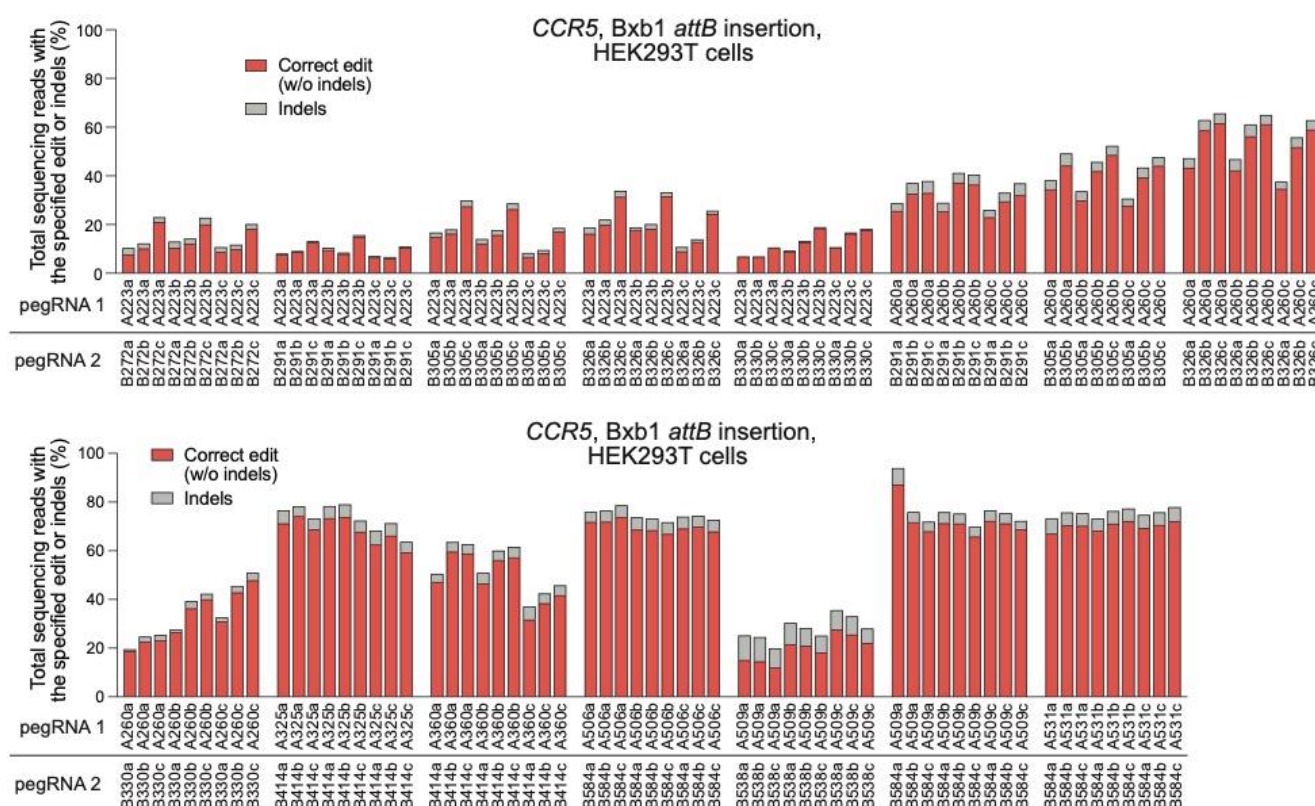 CCR5, Bxb1 attB insertion,
HEK293T cells
Total sequencing reads with
the specified edit or indels (%)
100
80
60
40
20
0
Correct edit
(w/o indels)
Indels
pegRNA 1
A223a A223a A223a A223b A223b A223b A223c A223c A223c A223a A223a A223a A223b A223b A223b A223c A223c A223c A223a A223a A223a A223b A223b A223b A223c A223c A223c A223a A223a A223a A223b A223b A223b A223c A223c A223c A223a A223a A223a A223b A223b A223b A223c A223c A223c A260a A260a A260a A260b A260b A260b A260c A260c A260c A260a A260a A260a A260b A260b A260b A260c A260c A260c A260a A260a A260a A260b A260b A260b A260c A260c A260c
pegRNA 2
B272a B272b B272c B272a B272b B272c B272a B272b B272c B291a B291b B291c B291a B291b B291c B291a B291b B291c B305a B305b B305c B305a B305b B305c B305a B305b B305c B326a B326b B326c B326a B326b B326c B326a B326b B326c B330a B330b B330c B330a B330b B330c B330a B330b B330c B291a B291b B291c B291a B291b B291c B291a B291b B291c B305a B305b B305c B305a B305b B305c B305a B305b B305c B326a B326b B326c B326a B326b B326c B326a B326b B326c
CCR5, Bxb1 attB insertion,
HEK293T cells
Total sequencing reads with
the specified edit or indels (%)
100
80
60
40
20
0
Correct edit
(w/o indels)
Indels
pegRNA 1
A260a A260a A260a A260b A260b A260b A260c A260c A260c A325a A325a A325a A325b A325b A325b A325c A325c A325c A360a A360a A360a A360b A360b A360b A360c A360c A360c A506a A506a A506a A506b A506b A506b A506c A506c A506c A509a A509a A509a A509b A509b A509b A509c A509c A509c A509a A509a A509a A509b A509b A509b A509c A509c A509c A531a A531a A531a A531b A531b A531b A531c A531c A531c
pegRNA 2
B330a B330b B330c B330a B330b B330c B330a B330b B330c B414a B414b B414c B414a B414b B414c B414a B414b B414c B414a B414b B414c B414a B414b B414c B414a B414b B414c B584a B584b B584c B584a B584b B584c B584a B584b B584c B538a B538b B538c B538a B538b B538c B538a B538b B538c B584a B584b B584c B584a B584b B584c B584a B584b B584c B584a B584b B584c B584a B584b B584c B584a B584b B584c